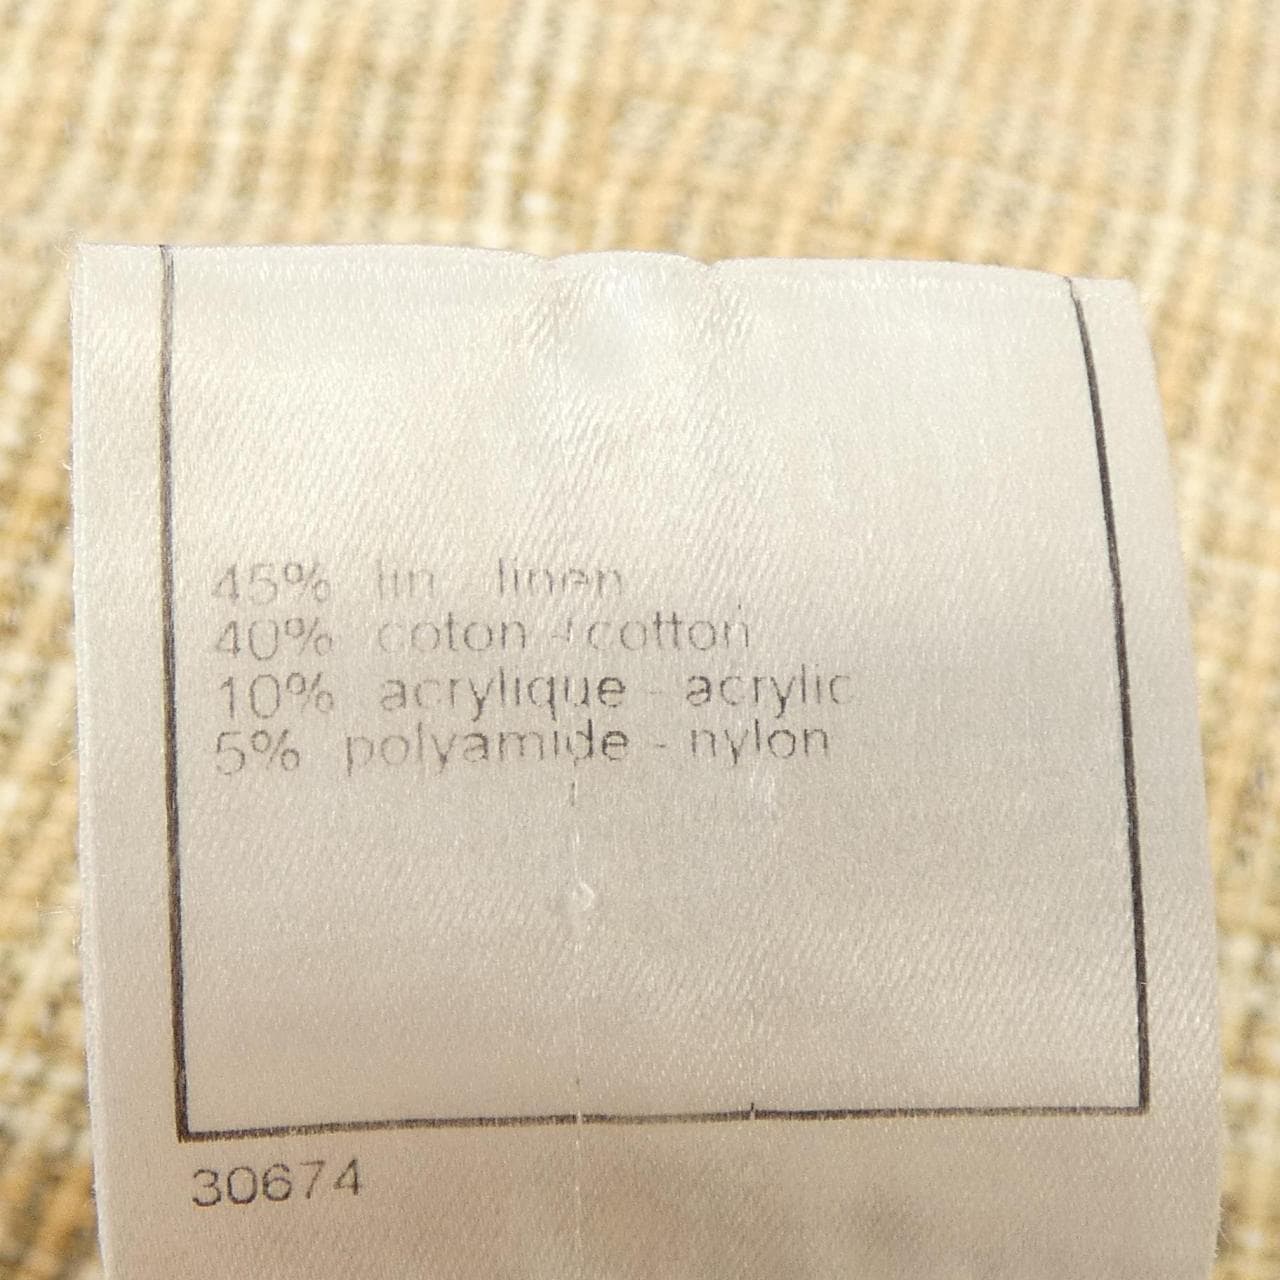 45% lin - linen
40% coton - cotton
10% acrylique - acrylic
5% polyamide - nylon
30674